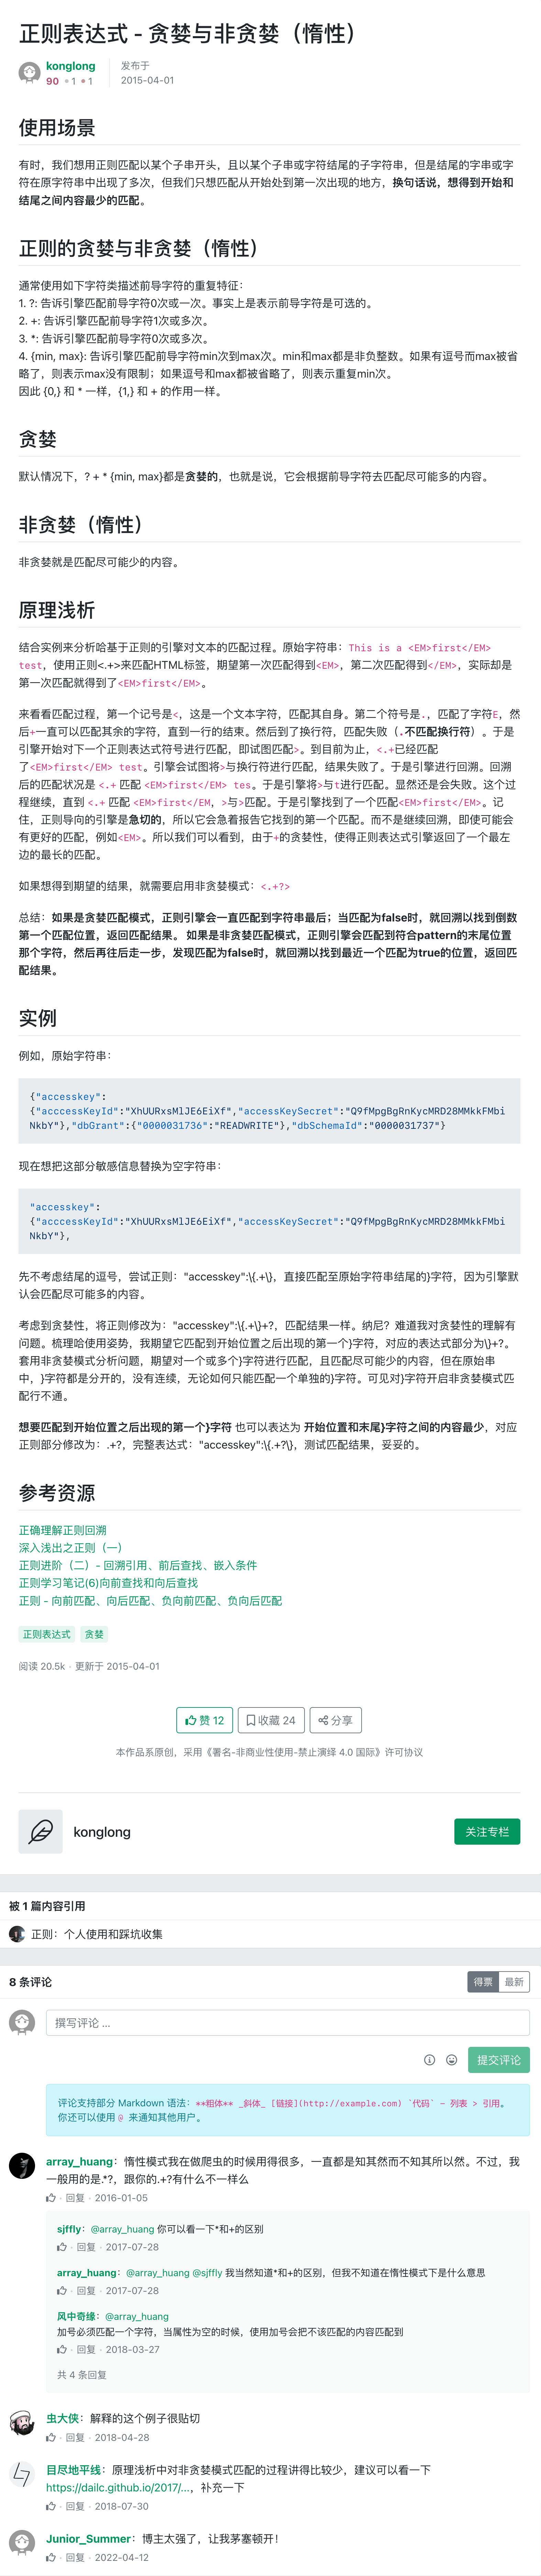 正则表达式 - 贪婪与非贪婪（惰性）
konglong
90 1 1
发布于
2015-04-01
使用场景
有时，我们想用正则匹配以某个子串开头，且以某个子串或字符结尾的子字符串，但是结尾的字串或字
符在原字符串中出现了多次，但我们只想匹配从开始处到第一次出现的地方，换句话说，想得到开始和
结尾之间内容最少的匹配。
正则的贪婪与非贪婪（惰性）
通常使用如下字符类描述前导字符的重复特征：
1. ?: 告诉引擎匹配前导字符0次或一次。事实上是表示前导字符是可选的。
2. +: 告诉引擎匹配前导字符1次或多次。
3. *: 告诉引擎匹配前导字符0次或多次。
4. {min, max}: 告诉引擎匹配前导字符min次到max次。min和max都是非负整数。如果有逗号而max被省
略了，则表示max没有限制；如果逗号和max都被省略了，则表示重复min次。
因此 {0,} 和 * 一样，{1,} 和 + 的作用一样。
贪婪
默认情况下，? + * {min, max}都是贪婪的，也就是说，它会根据前导字符去匹配尽可能多的内容。
非贪婪（惰性）
非贪婪就是匹配尽可能少的内容。
原理浅析
结合实例来分析哈基于正则的引擎对文本的匹配过程。原始字符串：This is a <EM>first</EM>
test，使用正则<.+>来匹配HTML标签，期望第一次匹配得到<EM>，第二次匹配得到</EM>，实际却是
第一次匹配就得到了<EM>first</EM>。
来看看匹配过程，第一个记号是<，这是一个文本字符，匹配其自身。第二个符号是.，匹配了字符E，然
后+一直可以匹配其余的字符，直到一行的结束。然后到了换行符，匹配失败（.不匹配换行符）。于是
引擎开始对下一个正则表达式符号进行匹配，即试图匹配>。到目前为止，<.+已经匹配
了<EM>first</EM> test。引擎会试图将>与换行符进行匹配，结果失败了。于是引擎进行回溯。回溯
后的匹配状况是 <.+ 匹配 <EM>first</EM> tes。于是引擎将>与t进行匹配。显然还是会失败。这个过
程继续，直到 <.+ 匹配 <EM>first</EM，>与>匹配。于是引擎找到了一个匹配<EM>first</EM>。记
住，正则导向的引擎是急切的，所以它会急着报告它找到的第一个匹配。而不是继续回溯，即使可能会
有更好的匹配，例如<EM>。所以我们可以看到，由于+的贪婪性，使得正则表达式引擎返回了一个最左
边的最长的匹配。
如果想得到期望的结果，就需要启用非贪婪模式：<.+?>
总结：如果是贪婪匹配模式，正则引擎会一直匹配到字符串最后；当匹配为false时，就回溯以找到倒数
第一个匹配位置，返回匹配结果。 如果是非贪婪匹配模式，正则引擎会匹配到符合pattern的末尾位置
那个字符，然后再往后走一步，发现匹配为false时，就回溯以找到最近一个匹配为true的位置，返回匹
配结果。
实例
例如，原始字符串：
{"accesskey":
{"acccessKeyId":"XhUURxsMlJE6EiXf","accessKeySecret":"Q9fMpgBgRnKycMRD28MMkkFMbi
NkbY"},"dbGrant":{"0000031736":"READWRITE"},"dbSchemaId":"0000031737"}
现在想把这部分敏感信息替换为空字符串：
"accesskey":
{"acccessKeyId":"XhUURxsMlJE6EiXf","accessKeySecret":"Q9fMpgBgRnKycMRD28MMkkFMbi
NkbY"},
先不考虑结尾的逗号，尝试正则："accesskey":\{.+\}，直接匹配至原始字符串结尾的}字符，因为引擎默
认会匹配尽可能多的内容。
考虑到贪婪性，将正则修改为："accesskey":\{.+\}+?，匹配结果一样。纳尼？难道我对贪婪性的理解有
问题。梳理哈使用姿势，我期望它匹配到开始位置之后出现的第一个}字符，对应的表达式部分为\}+?。
套用非贪婪模式分析问题，期望对一个或多个}字符进行匹配，且匹配尽可能少的内容，但在原始串
中，}字符都是分开的，没有连续，无论如何只能匹配一个单独的}字符。可见对}字符开启非贪婪模式匹
配行不通。
想要匹配到开始位置之后出现的第一个}字符 也可以表达为 开始位置和末尾}字符之间的内容最少，对应
正则部分修改为：.+?，完整表达式："accesskey":\{.+?\}，测试匹配结果，妥妥的。
参考资源
正确理解正则回溯
深入浅出之正则（一）
正则进阶（二）- 回溯引用、前后查找、嵌入条件
正则学习笔记(6)向前查找和向后查找
正则 - 向前匹配、向后匹配、负向前匹配、负向后匹配
正则表达式 贪婪
阅读 20.5k · 更新于 2015-04-01
赞 12 收藏 24 分享
本作品系原创，采用《署名-非商业性使用-禁止演绎 4.0 国际》许可协议
konglong
关注专栏
被 1 篇内容引用
正则：个人使用和踩坑收集
8 条评论
得票 最新
撰写评论 ...
提交评论
评论支持部分 Markdown 语法：**粗体** _斜体_ [链接](http://example.com) `代码` - 列表 > 引用。
你还可以使用 @ 来通知其他用户。
array_huang：惰性模式我在做爬虫的时候用得很多，一直都是知其然而不知其所以然。不过，我
一般用的是.*?，跟你的.+?有什么不一样么
· 回复 · 2016-01-05
sjffly：@array_huang 你可以看一下*和+的区别
· 回复 · 2017-07-28
array_huang：@array_huang @sjffly 我当然知道*和+的区别，但我不知道在惰性模式下是什么意思
· 回复 · 2017-07-28
风中奇缘：@array_huang
加号必须匹配一个字符，当属性为空的时候，使用加号会把不该匹配的内容匹配到
· 回复 · 2018-03-27
共 4 条回复
虫大侠：解释的这个例子很贴切
· 回复 · 2018-04-28
目尽地平线：原理浅析中对非贪婪模式匹配的过程讲得比较少，建议可以看一下
https://dailc.github.io/2017/...，补充一下
· 回复 · 2018-07-30
Junior_Summer：博主太强了，让我茅塞顿开！
· 回复 · 2022-04-12